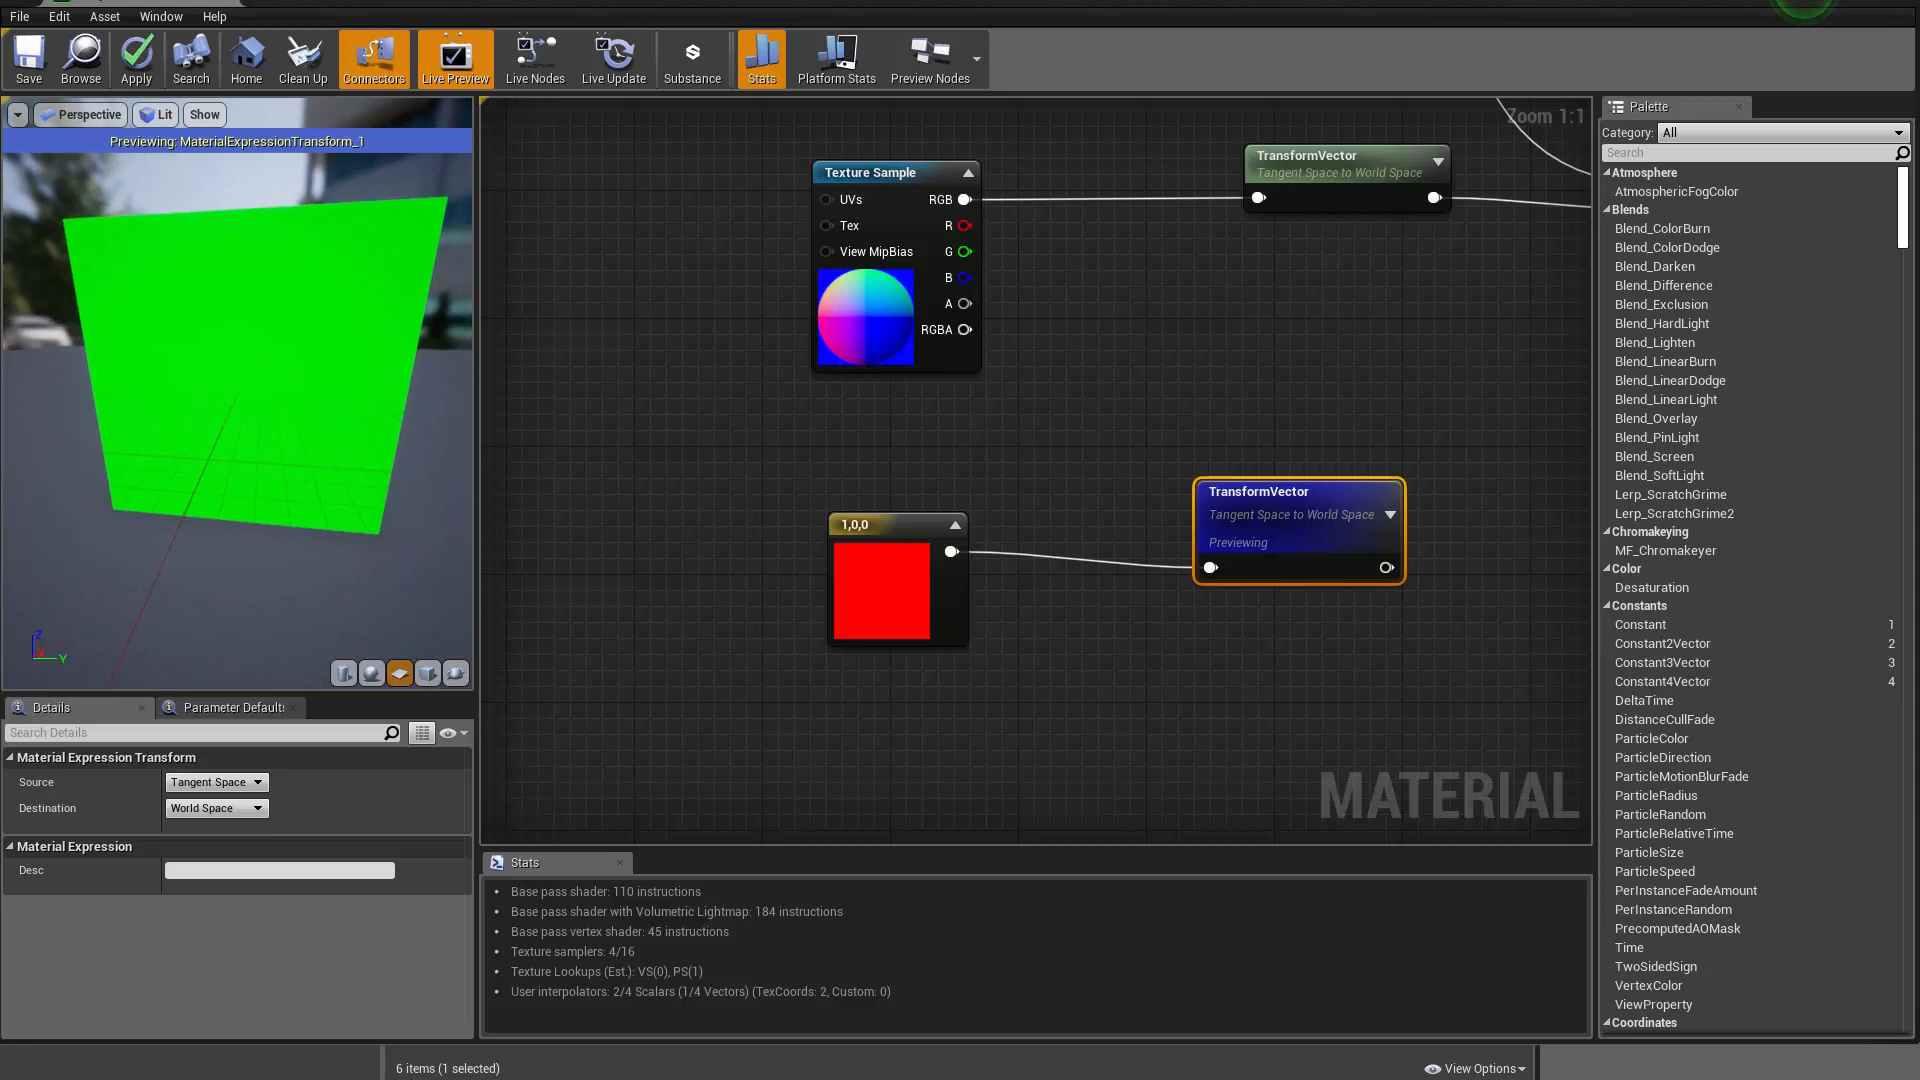 File Edit Asset Window Help
Save Browse Apply Search Home Clean Up Connectors Live Preview Live Nodes Live Update Substance Stats Platform Stats Preview Nodes
Perspective Lit Show
Previewing: MaterialExpressionTransform_1
Z
X
Y
Details
Parameter Defaults
Search Details
Material Expression Transform
Source Tangent Space
Destination World Space
Material Expression
Desc
Zoom 1:1
Texture Sample
UVs RGB
Tex R
View MipBias G
B
A
RGBA
TransformVector
Tangent Space to World Space
1,0,0
TransformVector
Tangent Space to World Space
Previewing
MATERIAL
Stats
Base pass shader: 110 instructions
Base pass shader with Volumetric Lightmap: 184 instructions
Base pass vertex shader: 45 instructions
Texture samplers: 4/16
Texture Lookups (Est.): VS(0), PS(1)
User interpolators: 2/4 Scalars (1/4 Vectors) (TexCoords: 2, Custom: 0)
Palette
Category: All
Search
Atmosphere
AtmosphericFogColor
Blends
Blend_ColorBurn
Blend_ColorDodge
Blend_Darken
Blend_Difference
Blend_Exclusion
Blend_HardLight
Blend_Lighten
Blend_LinearBurn
Blend_LinearDodge
Blend_LinearLight
Blend_Overlay
Blend_PinLight
Blend_Screen
Blend_SoftLight
Lerp_ScratchGrime
Lerp_ScratchGrime2
Chromakeying
MF_Chromakeyer
Color
Desaturation
Constants
Constant 1
Constant2Vector 2
Constant3Vector 3
Constant4Vector 4
DeltaTime
DistanceCullFade
ParticleColor
ParticleDirection
ParticleMotionBlurFade
ParticleRadius
ParticleRandom
ParticleRelativeTime
ParticleSize
ParticleSpeed
PerInstanceFadeAmount
PerInstanceRandom
PrecomputedAOMask
Time
TwoSidedSign
VertexColor
ViewProperty
Coordinates
6 items (1 selected)
View Options